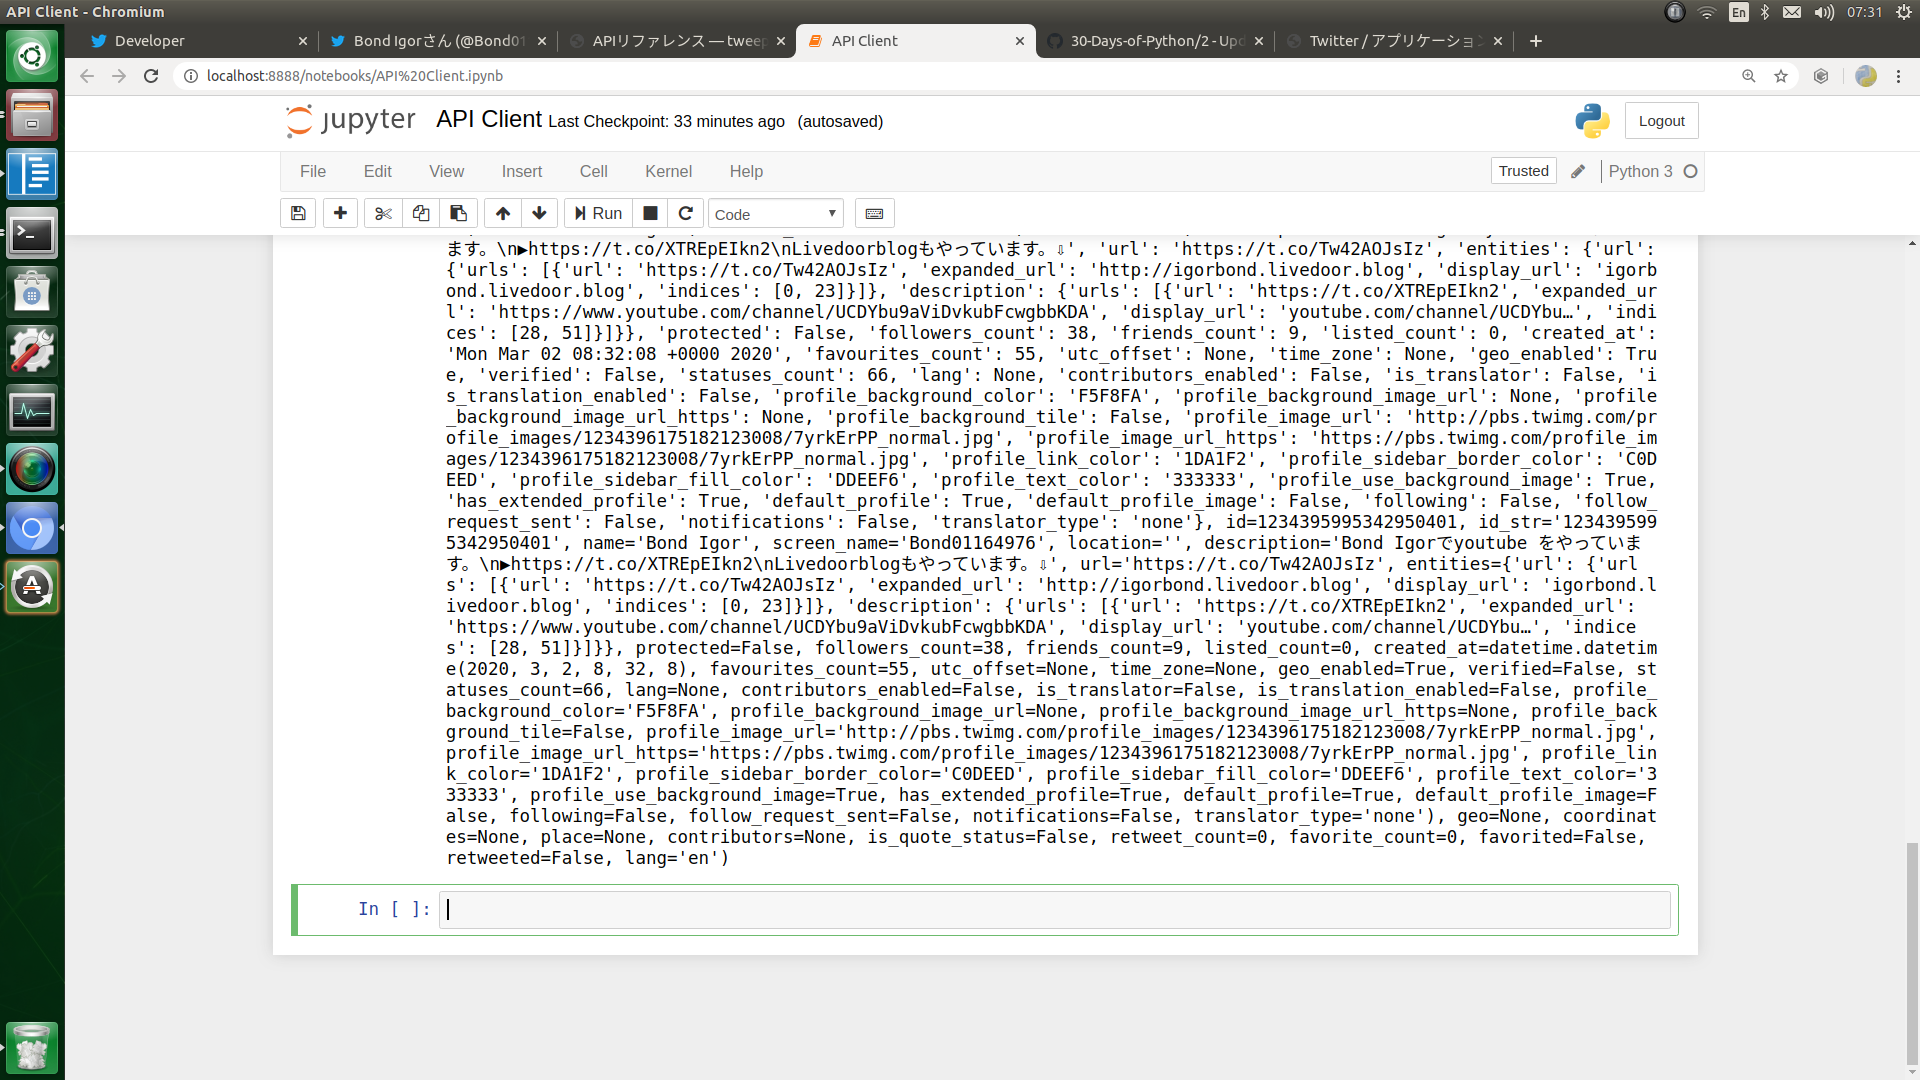 API Client - Chromium
En
07:31
Developer
Bond Igorさん (@Bond01
APIリファレンス — tweep
API Client
30-Days-of-Python/2 - Upd
Twitter / アプリケーション
localhost:8888/notebooks/API%20Client.ipynb
jupyter
API Client Last Checkpoint: 33 minutes ago (autosaved)
Logout
File Edit View Insert Cell Kernel Help
Trusted
Python 3
Run
Code
ます。\n▶https://t.co/XTREpEIkn2\nLivedoorblogもやっています。⇩', 'url': 'https://t.co/Tw42AOJsIz', 'entities': {'url':
{'urls': [{'url': 'https://t.co/Tw42AOJsIz', 'expanded_url': 'http://igorbond.livedoor.blog', 'display_url': 'igorb
ond.livedoor.blog', 'indices': [0, 23]}]}, 'description': {'urls': [{'url': 'https://t.co/XTREpEIkn2', 'expanded_ur
l': 'https://www.youtube.com/channel/UCDYbu9aViDvkubFcwgbbKDA', 'display_url': 'youtube.com/channel/UCDYbu…', 'indi
ces': [28, 51]}]}}, 'protected': False, 'followers_count': 38, 'friends_count': 9, 'listed_count': 0, 'created_at':
'Mon Mar 02 08:32:08 +0000 2020', 'favourites_count': 55, 'utc_offset': None, 'time_zone': None, 'geo_enabled': Tru
e, 'verified': False, 'statuses_count': 66, 'lang': None, 'contributors_enabled': False, 'is_translator': False, 'i
s_translation_enabled': False, 'profile_background_color': 'F5F8FA', 'profile_background_image_url': None, 'profile
_background_image_url_https': None, 'profile_background_tile': False, 'profile_image_url': 'http://pbs.twimg.com/pr
ofile_images/1234396175182123008/7yrkErPP_normal.jpg', 'profile_image_url_https': 'https://pbs.twimg.com/profile_im
ages/1234396175182123008/7yrkErPP_normal.jpg', 'profile_link_color': '1DA1F2', 'profile_sidebar_border_color': 'C0D
EED', 'profile_sidebar_fill_color': 'DDEEF6', 'profile_text_color': '333333', 'profile_use_background_image': True,
'has_extended_profile': True, 'default_profile': True, 'default_profile_image': False, 'following': False, 'follow_
request_sent': False, 'notifications': False, 'translator_type': 'none'}, id=1234395995342950401, id_str='123439599
5342950401', name='Bond Igor', screen_name='Bond01164976', location='', description='Bond Igorでyoutube をやっていま
す。\n▶https://t.co/XTREpEIkn2\nLivedoorblogもやっています。⇩', url='https://t.co/Tw42AOJsIz', entities={'url': {'url
s': [{'url': 'https://t.co/Tw42AOJsIz', 'expanded_url': 'http://igorbond.livedoor.blog', 'display_url': 'igorbond.l
ivedoor.blog', 'indices': [0, 23]}]}, 'description': {'urls': [{'url': 'https://t.co/XTREpEIkn2', 'expanded_url':
'https://www.youtube.com/channel/UCDYbu9aViDvkubFcwgbbKDA', 'display_url': 'youtube.com/channel/UCDYbu…', 'indice
s': [28, 51]}]}}, protected=False, followers_count=38, friends_count=9, listed_count=0, created_at=datetime.datetim
e(2020, 3, 2, 8, 32, 8), favourites_count=55, utc_offset=None, time_zone=None, geo_enabled=True, verified=False, st
atuses_count=66, lang=None, contributors_enabled=False, is_translator=False, is_translation_enabled=False, profile_
background_color='F5F8FA', profile_background_image_url=None, profile_background_image_url_https=None, profile_back
ground_tile=False, profile_image_url='http://pbs.twimg.com/profile_images/1234396175182123008/7yrkErPP_normal.jpg',
profile_image_url_https='https://pbs.twimg.com/profile_images/1234396175182123008/7yrkErPP_normal.jpg', profile_lin
k_color='1DA1F2', profile_sidebar_border_color='C0DEED', profile_sidebar_fill_color='DDEEF6', profile_text_color='3
33333', profile_use_background_image=True, has_extended_profile=True, default_profile=True, default_profile_image=F
alse, following=False, follow_request_sent=False, notifications=False, translator_type='none'), geo=None, coordinat
es=None, place=None, contributors=None, is_quote_status=False, retweet_count=0, favorite_count=0, favorited=False,
retweeted=False, lang='en')
In [ ]: